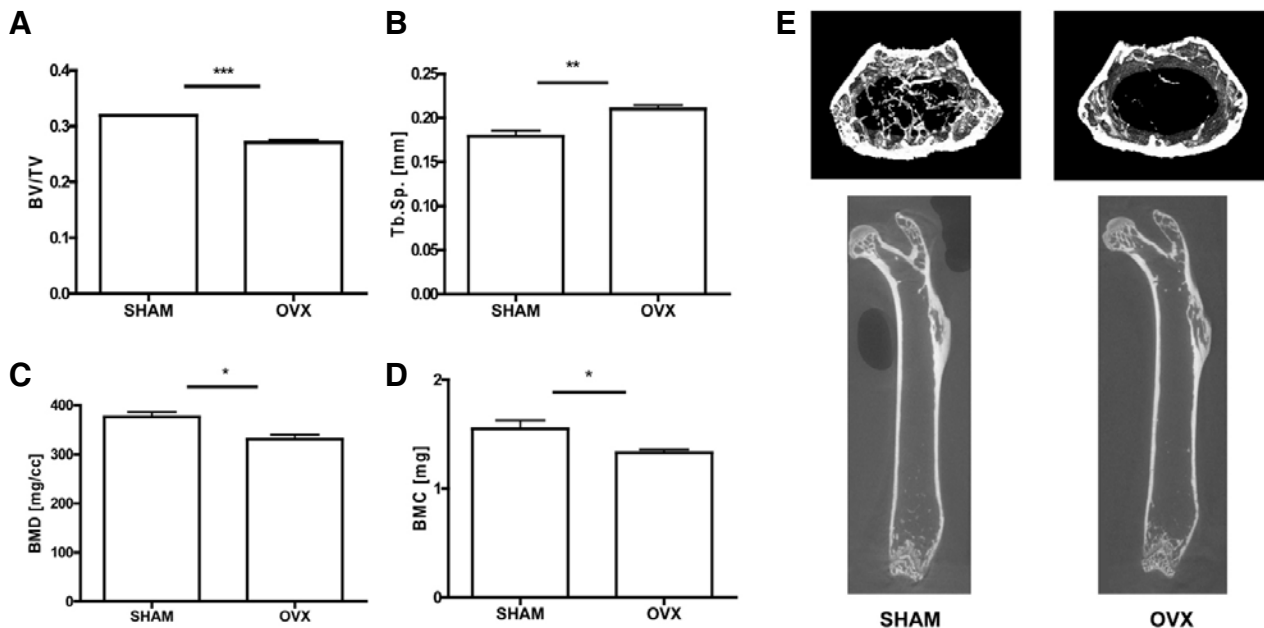 A
BV/TV
0.4
0.3
0.2
0.1
0.0
***
SHAM OVX
B
Tb.Sp. [mm]
0.25
0.20
0.15
0.10
0.05
0.00
**
SHAM OVX
C
BMD [mg/cc]
400
300
200
100
0
*
SHAM OVX
D
BMC [mg]
2
1
0
*
SHAM OVX
E
SHAM OVX